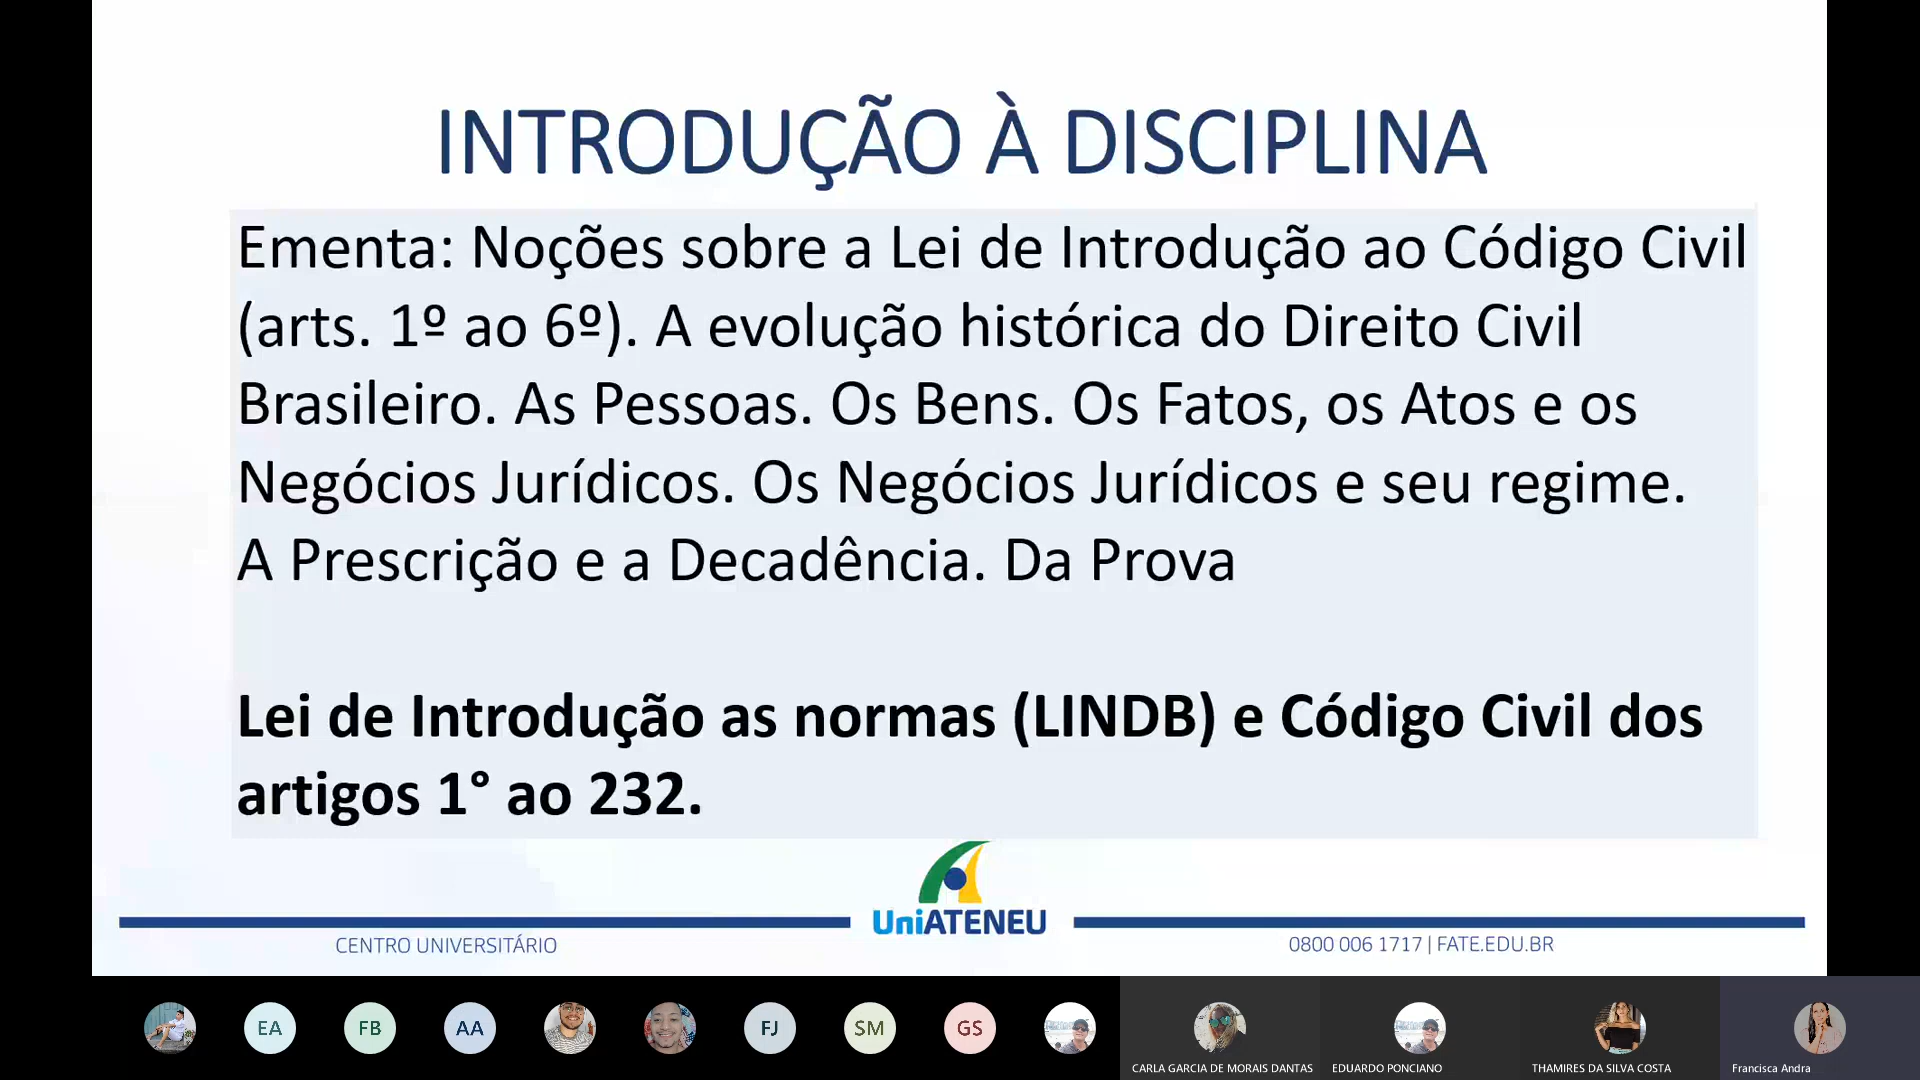 INTRODUÇÃO À DISCIPLINA
Ementa: Noções sobre a Lei de Introdução ao Código Civil
(arts. 1º ao 6º). A evolução histórica do Direito Civil
Brasileiro. As Pessoas. Os Bens. Os Fatos, os Atos e os
Negócios Jurídicos. Os Negócios Jurídicos e seu regime.
A Prescrição e a Decadência. Da Prova
Lei de Introdução as normas (LINDB) e Código Civil dos
artigos 1° ao 232.
UniATENEU
CENTRO UNIVERSITÁRIO
0800 006 1717 | FATE.EDU.BR
EA
FB
AA
FJ
SM
GS
CARLA GARCIA DE MORAIS DANTAS
EDUARDO PONCIANO
THAMIRES DA SILVA COSTA
Francisca Andra